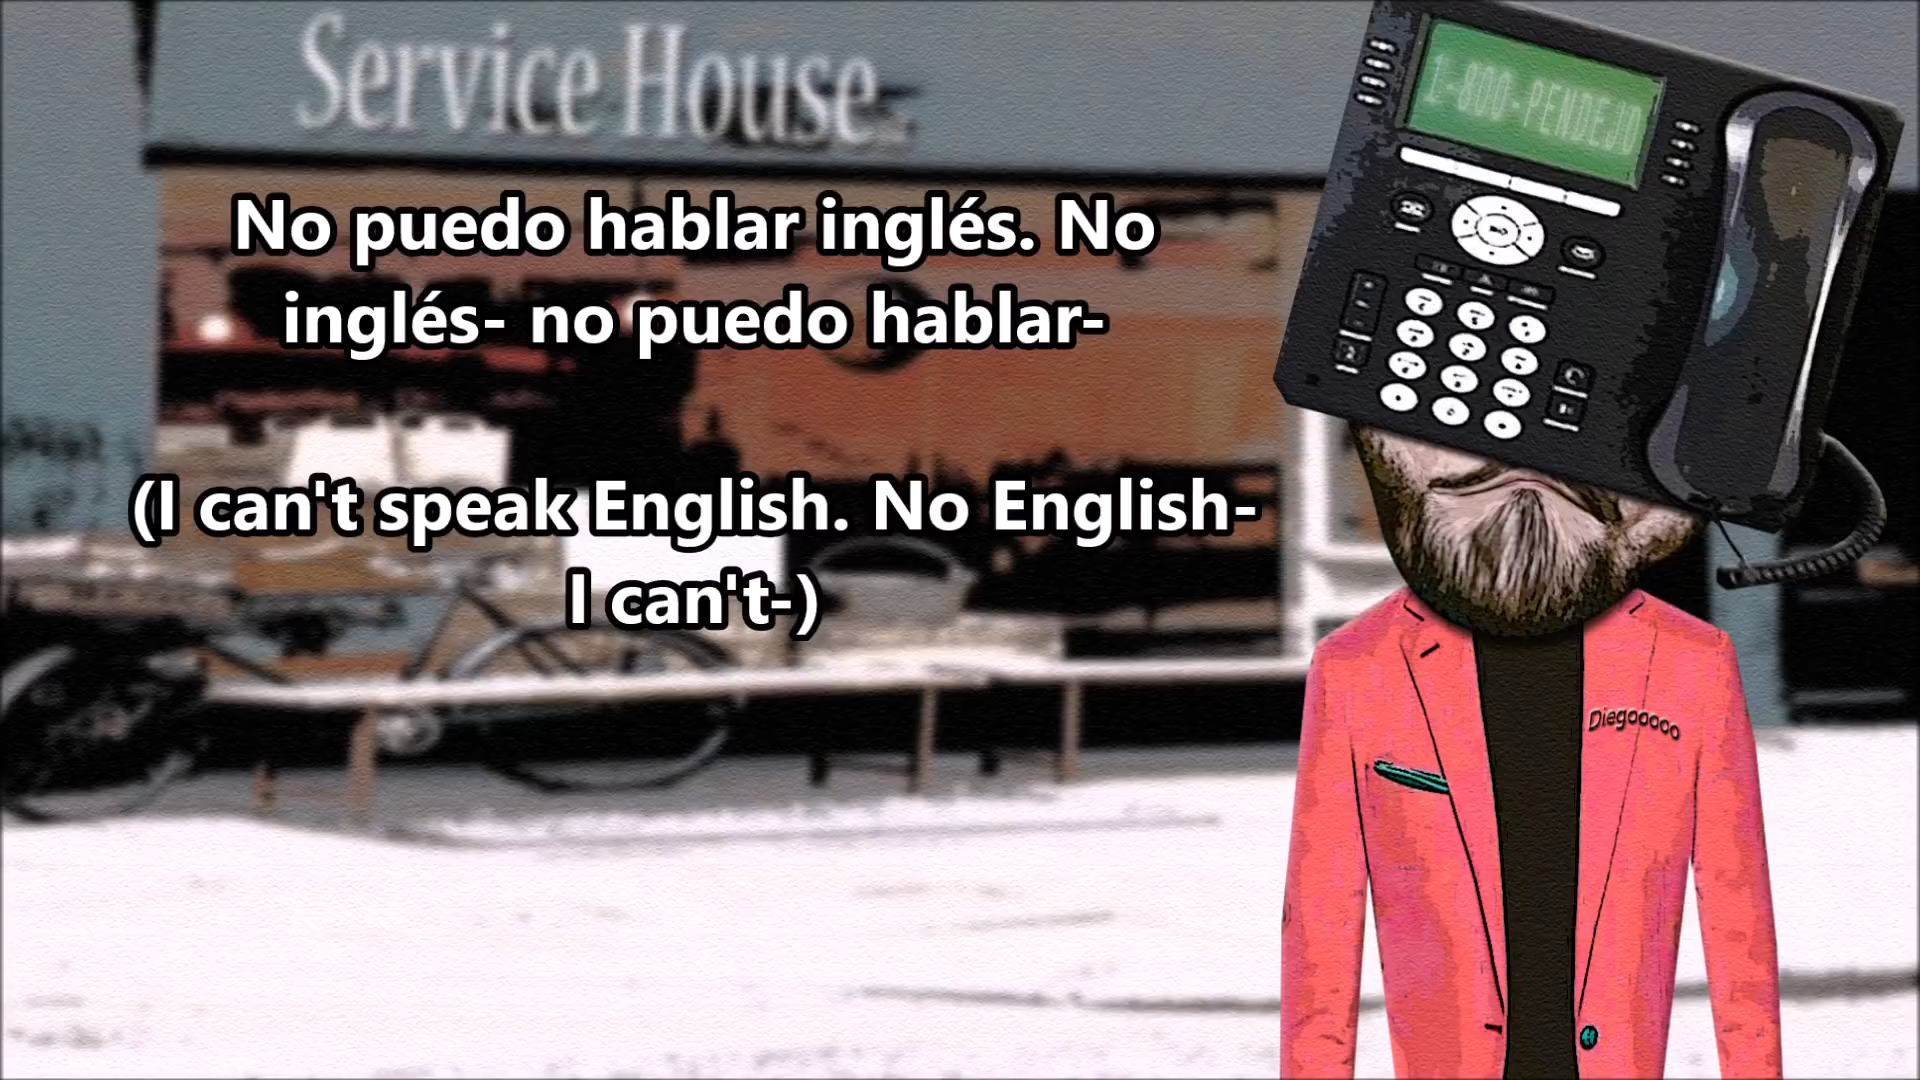 Service House
1-800-PENDEJO
No puedo hablar inglés. No
inglés- no puedo hablar-
(I can't speak English. No English-
I can't-)
Diegooooo